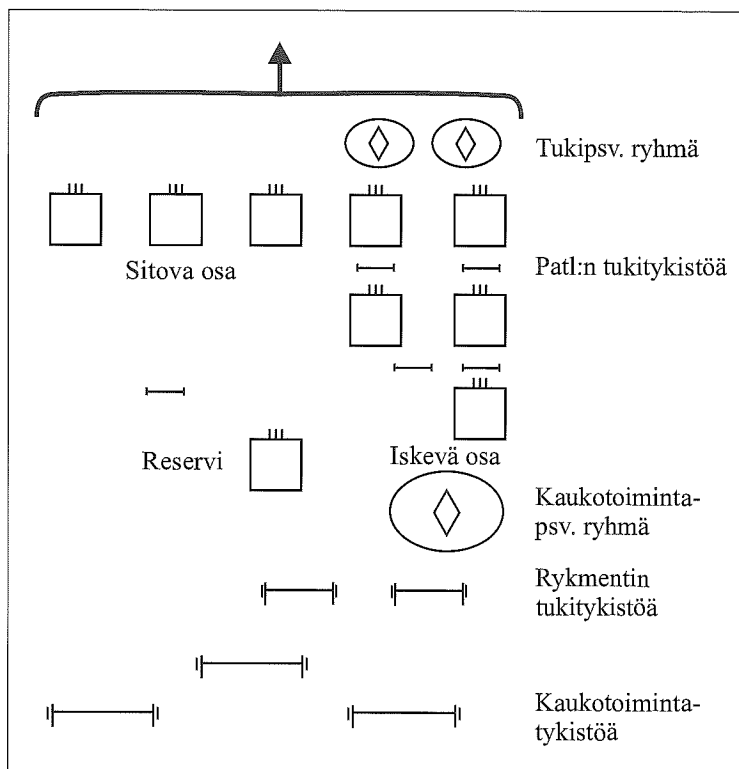 Tukipsv. ryhmä
Sitova osa
Patl:n tukitykistöä
Reservi
Iskevä osa
Kaukotoiminta-
psv. ryhmä
Rykmentin
tukitykistöä
Kaukotoiminta-
tykistöä